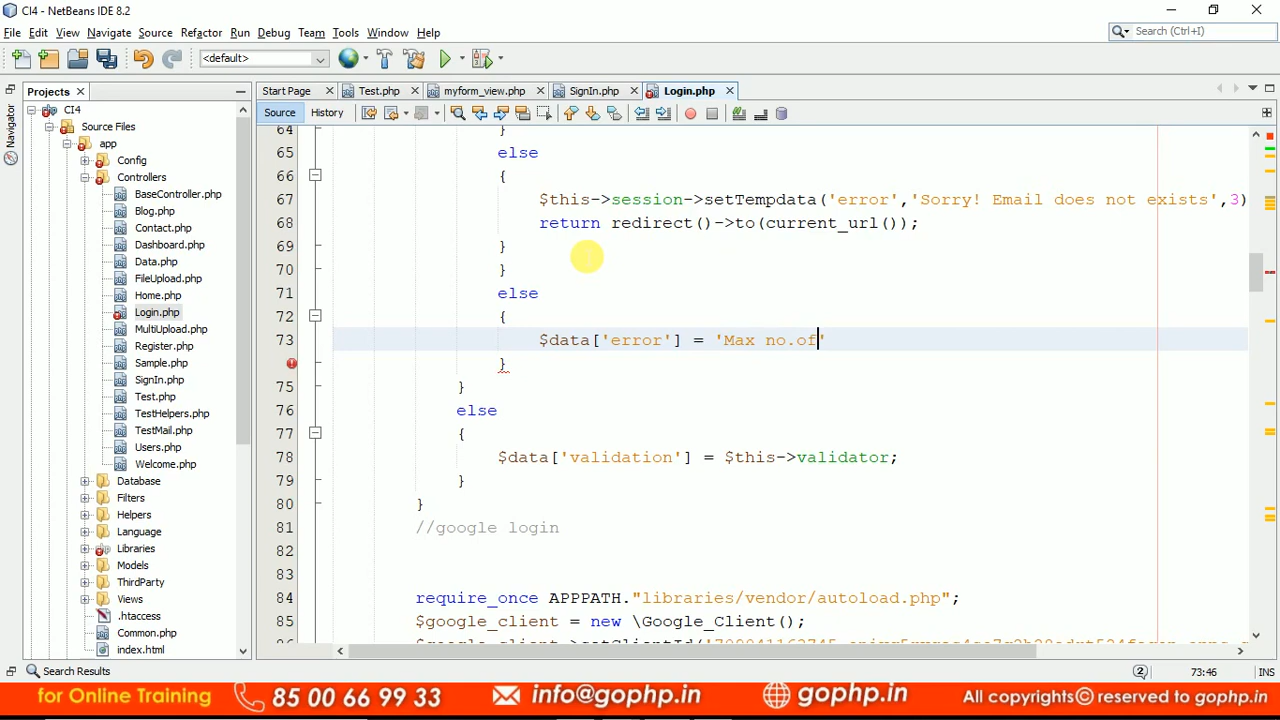 CI4 - NetBeans IDE 8.2
File Edit View Navigate Source Refactor Run Debug Team Tools Window Help
Search (Ctrl+I)
<default>
Projects
Start Page Test.php myform_view.php SignIn.php Login.php
Source History
Navigator
CI4
Source Files
app
Config
Controllers
BaseController.php
Blog.php
Contact.php
Dashboard.php
Data.php
FileUpload.php
Home.php
Login.php
MultiUpload.php
Register.php
Sample.php
SignIn.php
Test.php
TestHelpers.php
TestMail.php
Users.php
Welcome.php
Database
Filters
Helpers
Language
Libraries
Models
ThirdParty
Views
.htaccess
Common.php
index.html
64 }
65 else
66 {
67 $this->session->setTempdata('error','Sorry! Email does not exists',3)
68 return redirect()->to(current_url());
69 }
70 }
71 else
72 {
73 $data['error'] = 'Max no.of'
}
75 }
76 else
77 {
78 $data['validation'] = $this->validator;
79 }
80 }
81 //google login
82
83
84 require_once APPPATH."libraries/vendor/autoload.php";
85 $google_client = new \Google_Client();
Search Results
2 73:46 INS
for Online Training 85 00 66 99 33 info@gophp.in gophp.in All copyrights reserved to gophp.in